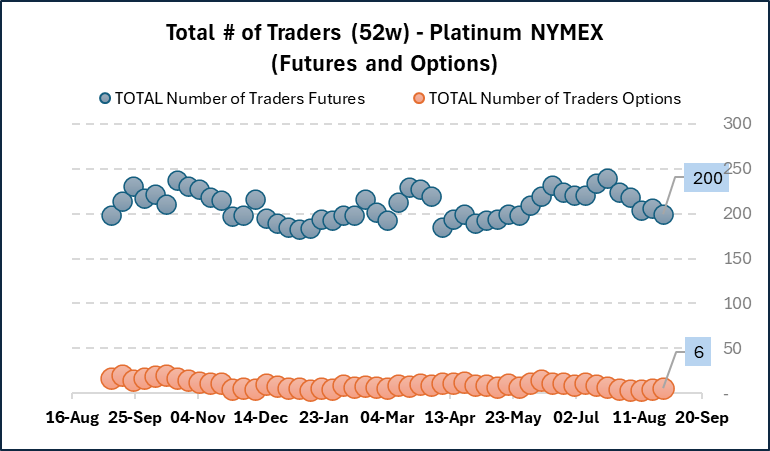 Total # of Traders (52w) - Platinum NYMEX
(Futures and Options)
TOTAL Number of Traders Futures
TOTAL Number of Traders Options
300
250
200
200
150
100
50
6
-
16-Aug 25-Sep 04-Nov 14-Dec 23-Jan 04-Mar 13-Apr 23-May 02-Jul 11-Aug 20-Sep